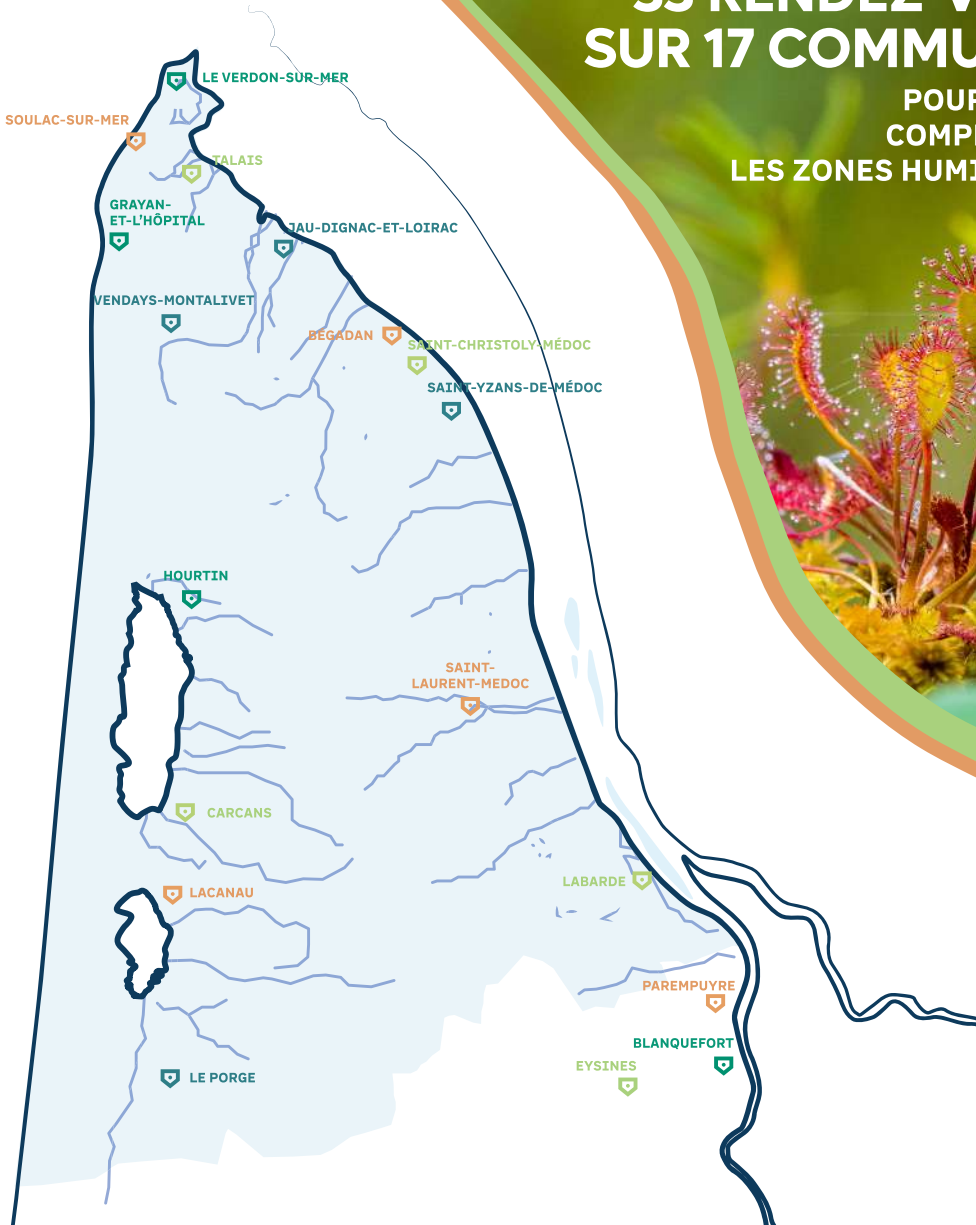 SUR 17 COMMU
POUR
COMP
LES ZONES HUMI
LE VERDON-SUR-MER
SOULAC-SUR-MER
TALAIS
GRAYAN-
ET-L'HÔPITAL
JAU-DIGNAC-ET-LOIRAC
VENDAYS-MONTALIVET
BÉGADAN
SAINT-CHRISTOLY-MÉDOC
SAINT-YZANS-DE-MÉDOC
HOURTIN
SAINT-
LAURENT-MEDOC
CARCANS
LACANAU
LABARDE
PAREMPUYRE
BLANQUEFORT
EYSINES
LE PORGE